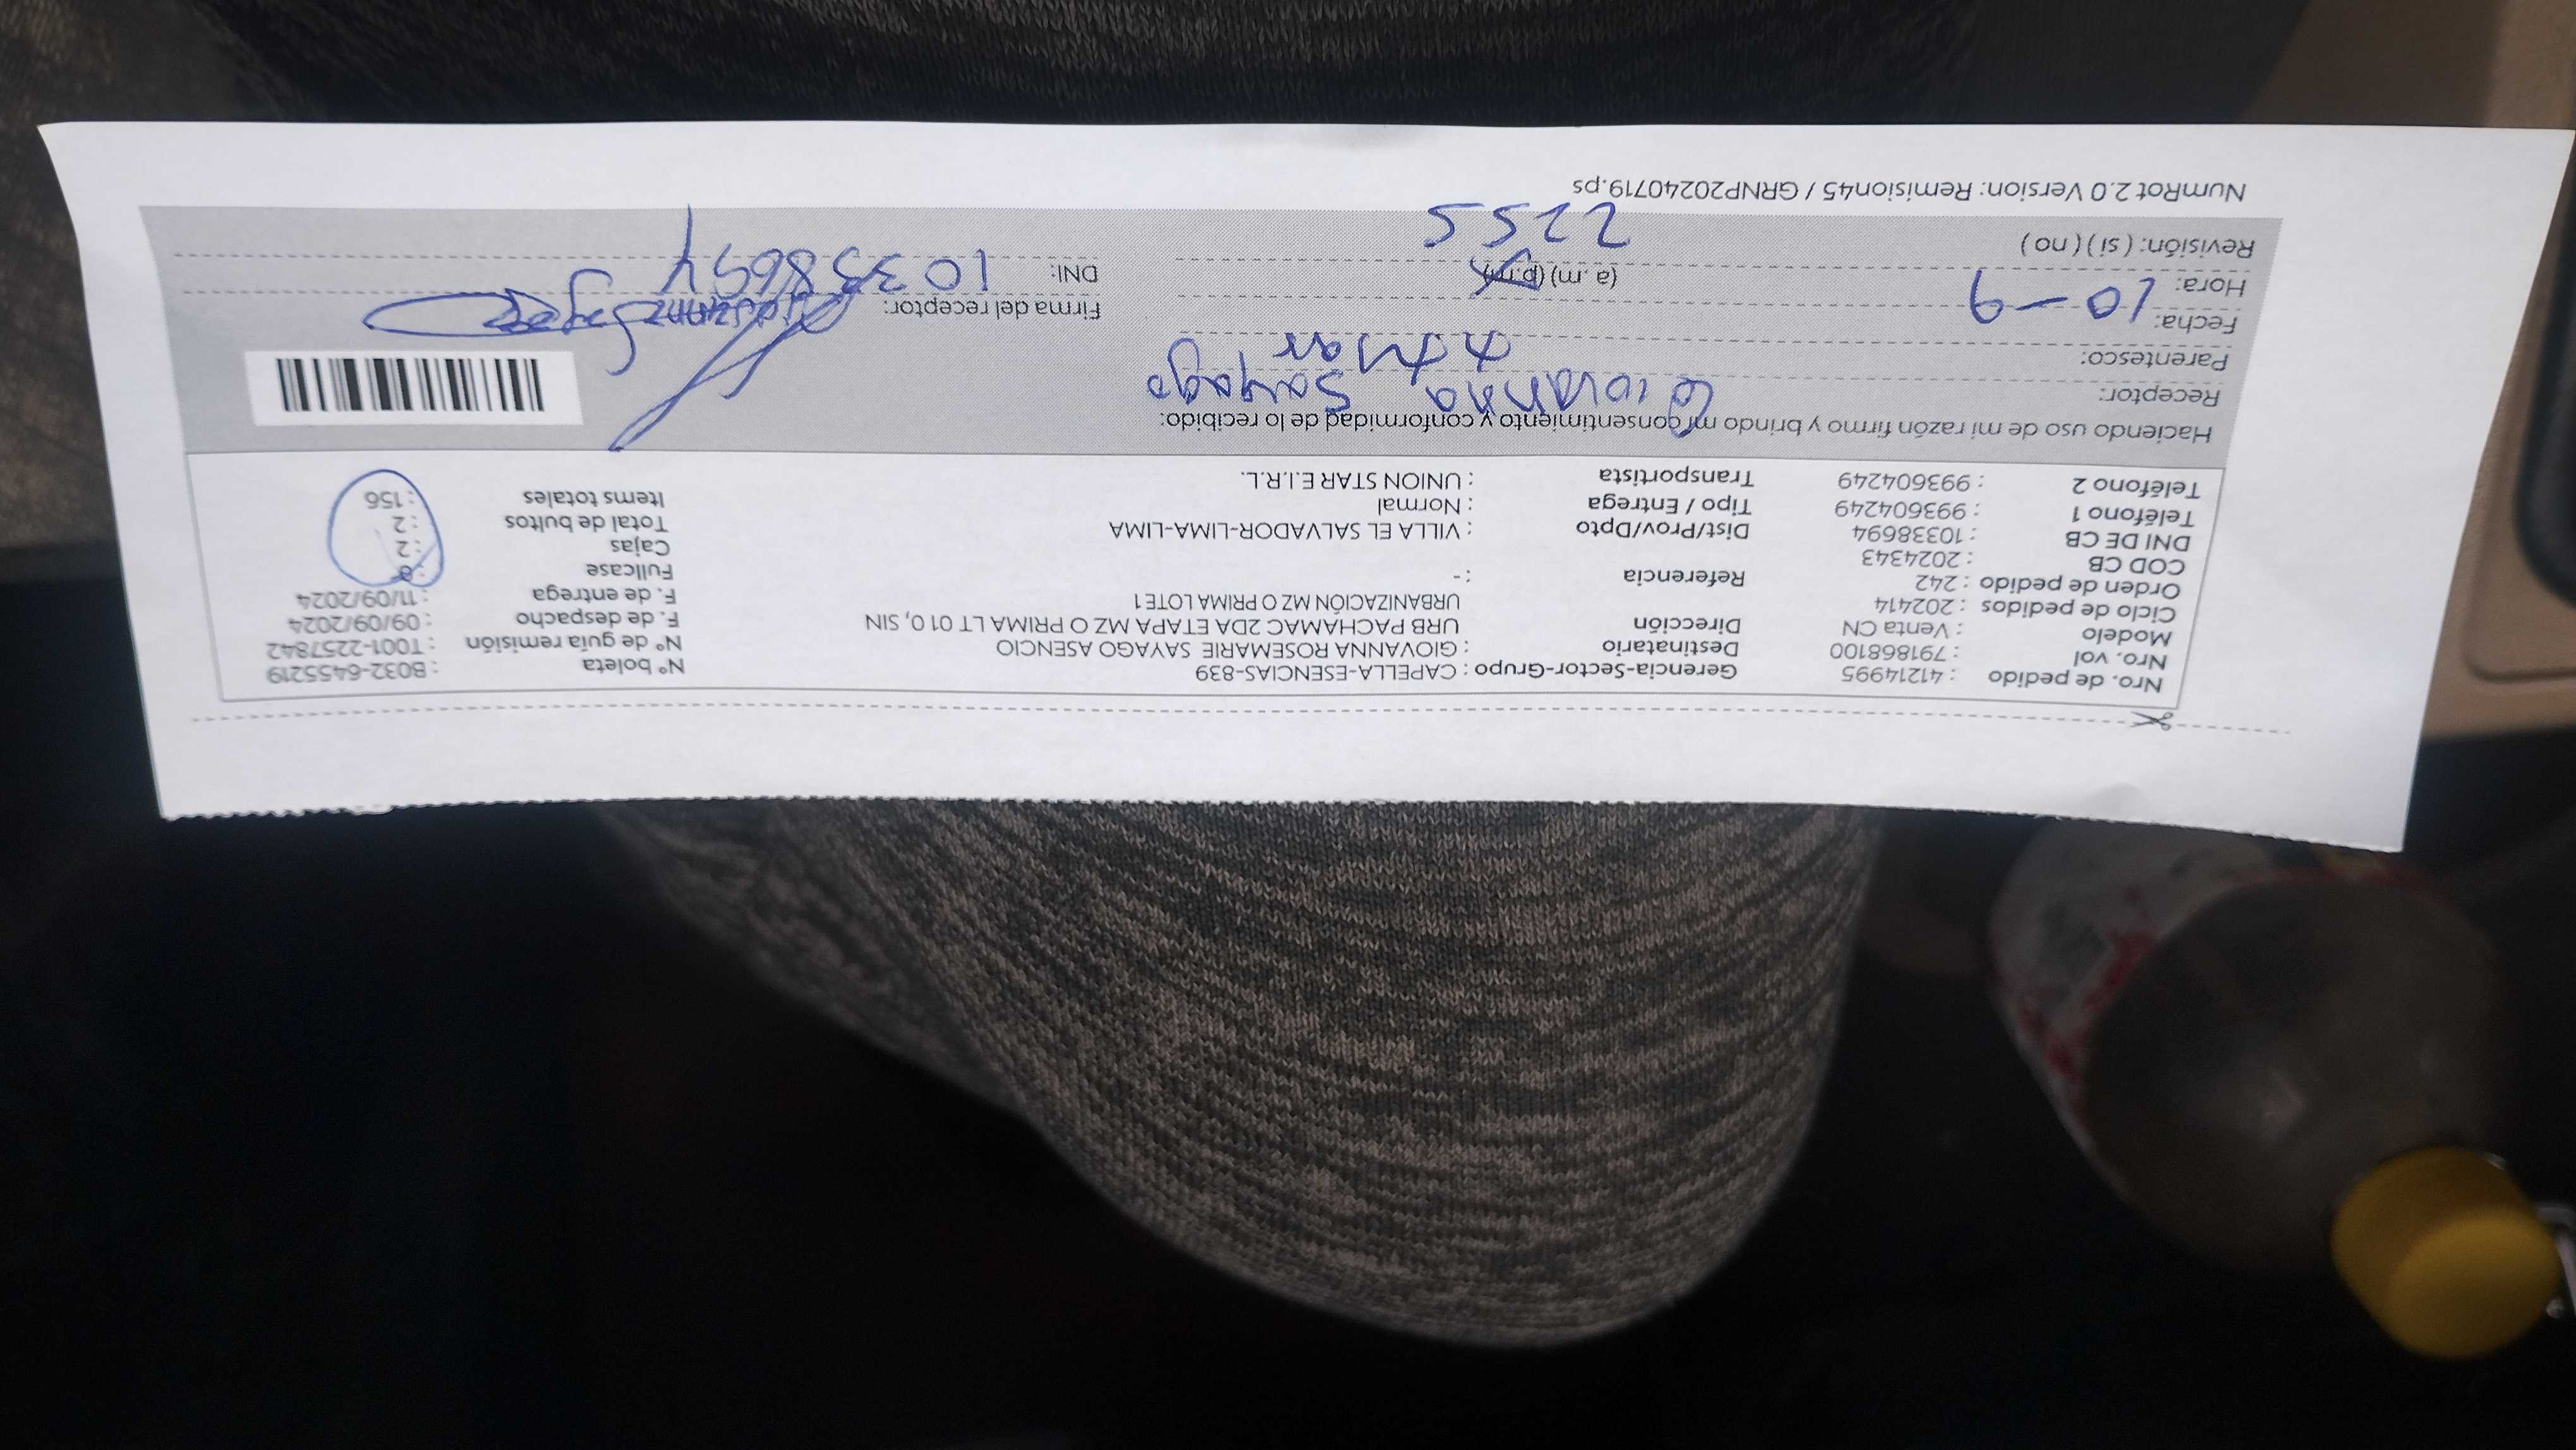 Nro. de pedido : 41214995
Nro. vol : 791868100
Modelo : Venta CN
Ciclo de pedidos : 202414
Orden de pedido : 242
COD CB : 2024343
DNI DE CB : 10338694
Teléfono 1 : 993604249
Teléfono 2 : 993604249
Gerencia-Sector-Grupo : CAPELLA-ESENCIAS-839
Destinatario : GIOVANNA ROSEMARIE SAYAGO ASENCIO
Dirección URB PACHAMAC 2DA ETAPA MZ O PRIMA LT 010, SIN
URBANIZACIÓN MZ O PRIMA LOTE1
Referencia : -
Dist/Prov/Dpto : VILLA EL SALVADOR-LIMA-LIMA
Tipo / Entrega : Normal
Transportista : UNION STAR E.I.R.L.
N° boleta : B032-6455219
N° de guía remisión : T001-2257842
F. de despacho : 09/09/2024
F. de entrega : 11/09/2024
Fullcase : 0
Cajas : 2
Total de bultos : 2
Items totales : 156
Haciendo uso de mi razón firmo y brindo mi consentimiento y conformidad de lo recibido:
Receptor: Giovanna Sayago
Parentesco:
Fecha: 10-9
Hora: (a.m) (p.m)
Revisión: ( si ) ( no ) 2255
Firma del receptor:
DNI: 10338694
NumRot 2.0 Version: Remision45 / GRNP20240719.ps